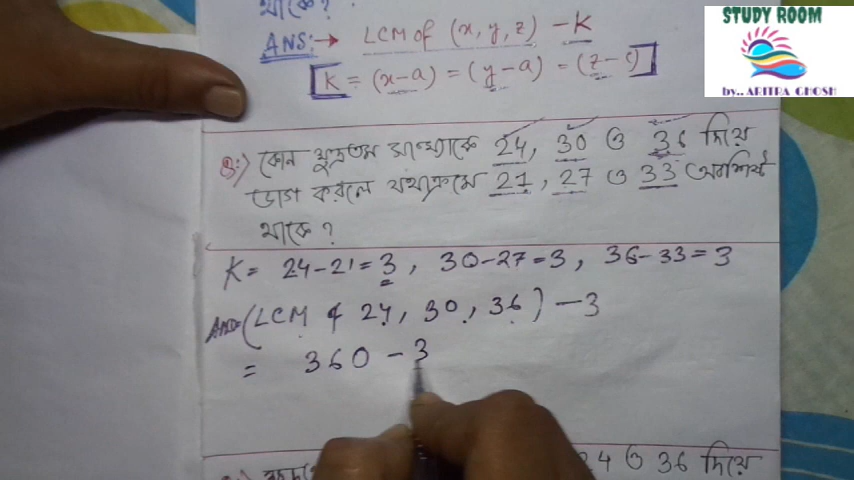 থাকে ?
ANS:→ LCM of (x, y, z) - K
K = (x-a) = (y-a) = (z-c)
Q:) কোন ক্ষুদ্রতম সংখ্যাকে 24, 30 ও 36 দিয়ে
ভাগ করলে যথাক্রমে 21, 27 ও 33 অবশিষ্ট
থাকে ?
K = 24-21=3, 30-27=3, 36-33=3
(LCM of 24, 30, 36) - 3
= 360 - 3
24 ও 36 দিয়ে
STUDY ROOM
by.. ARITRA GHOSH